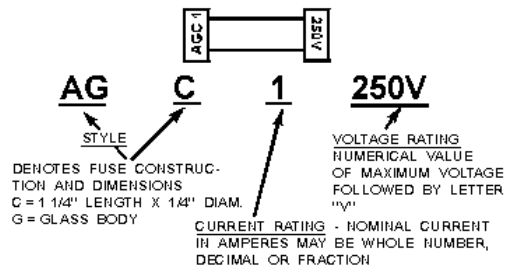 AGC 1
250V
AG C 1 250V
STYLE
DENOTES FUSE CONSTRUC-
TION AND DIMENSIONS
C = 1 1/4" LENGTH X 1/4" DIAM.
G = GLASS BODY
VOLTAGE RATING
NUMERICAL VALUE
OF MAXIMUM VOLTAGE
FOLLOWED BY LETTER
"V"
CURRENT RATING - NOMINAL CURRENT
IN AMPERES MAY BE WHOLE NUMBER,
DECIMAL OR FRACTION